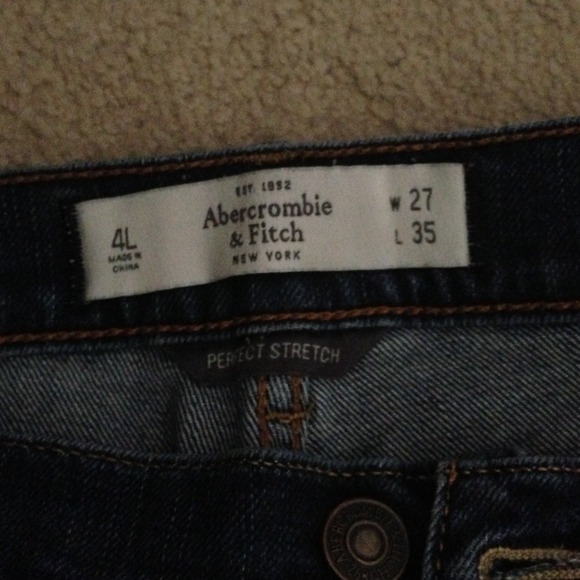 EST. 1892
Abercrombie
& Fitch
NEW YORK
4L
MADE IN
CHINA
W 27
L 35
PERFECT STRETCH